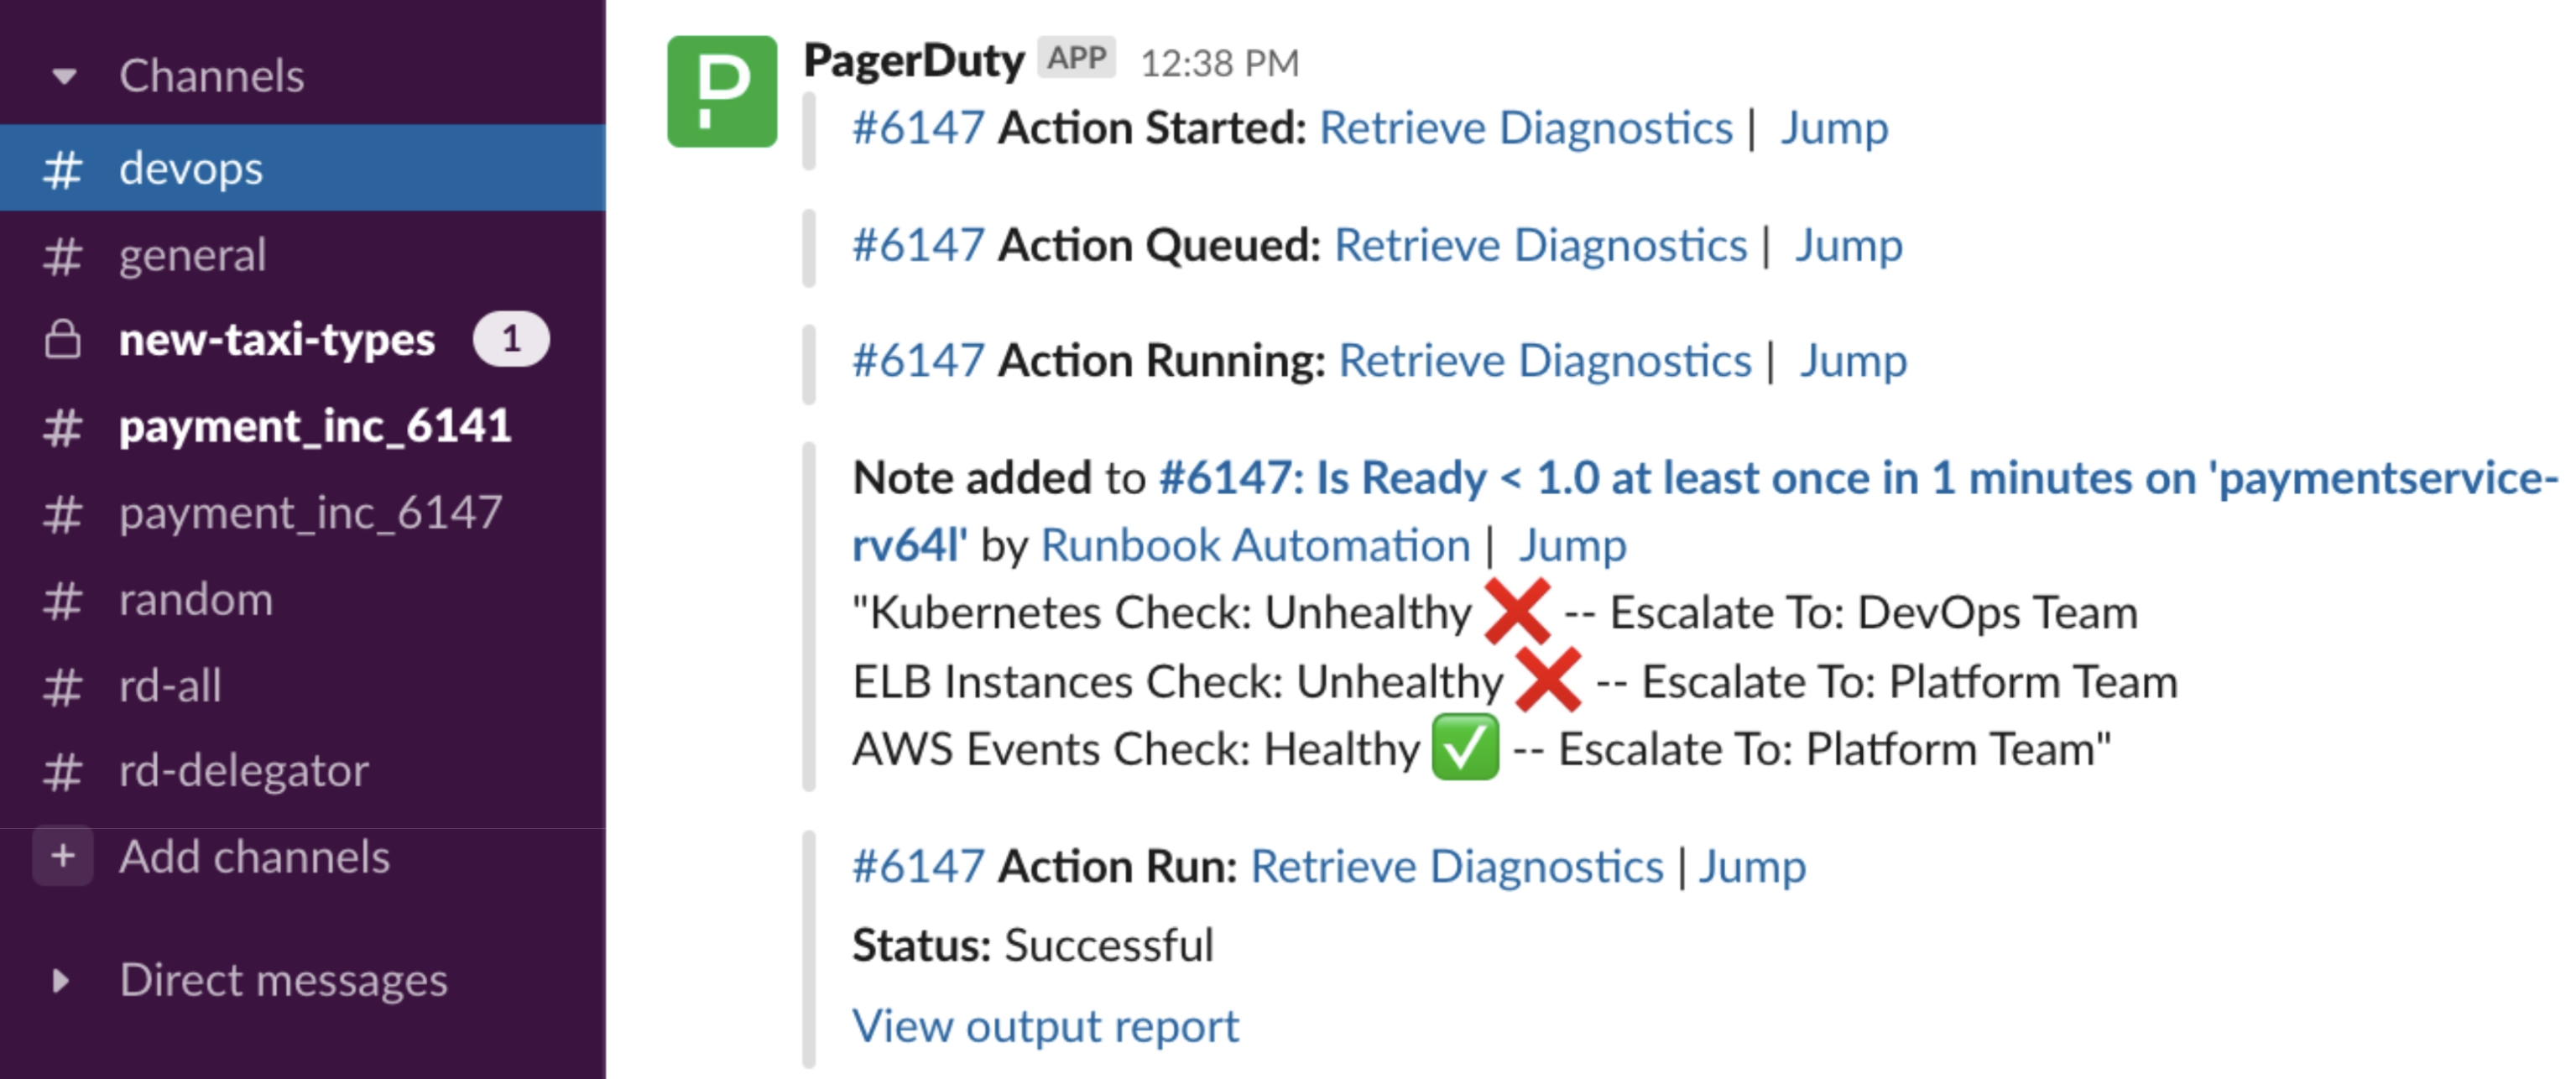 Channels
# devops
# general
new-taxi-types 1
# payment_inc_6141
# payment_inc_6147
# random
# rd-all
# rd-delegator
+ Add channels
Direct messages
PagerDuty APP 12:38 PM
#6147 Action Started: Retrieve Diagnostics | Jump
#6147 Action Queued: Retrieve Diagnostics | Jump
#6147 Action Running: Retrieve Diagnostics | Jump
Note added to #6147: Is Ready < 1.0 at least once in 1 minutes on 'paymentservice-
rv64l' by Runbook Automation | Jump
"Kubernetes Check: Unhealthy ❌ -- Escalate To: DevOps Team
ELB Instances Check: Unhealthy ❌ -- Escalate To: Platform Team
AWS Events Check: Healthy ✅ -- Escalate To: Platform Team"
#6147 Action Run: Retrieve Diagnostics | Jump
Status: Successful
View output report